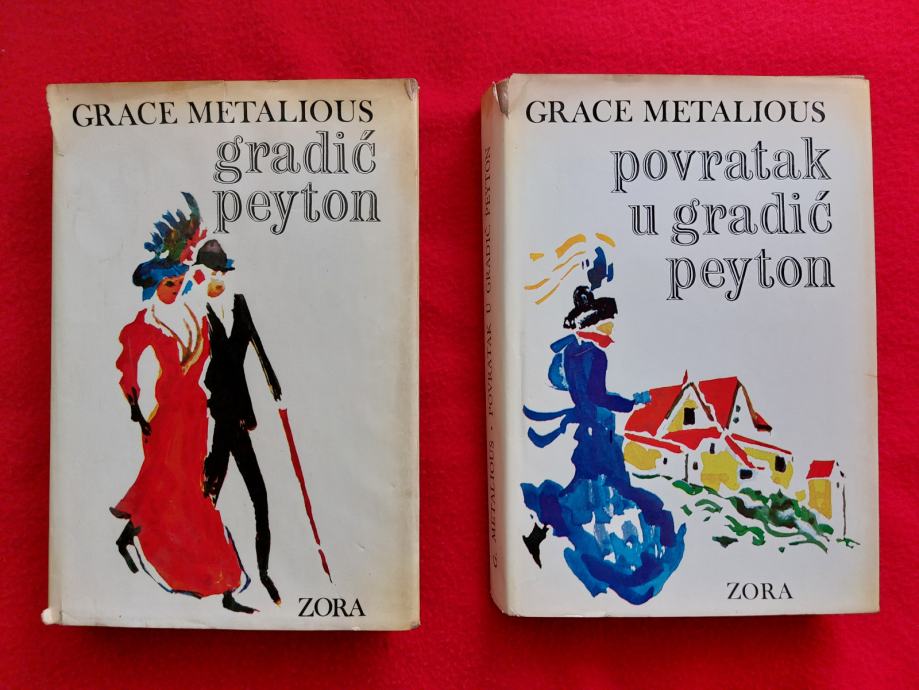 GRACE METALIOUS
gradić
peyton
ZORA
G. METALIOUS • POVRATAK U GRADIĆ PEYTON
GRACE METALIOUS
povratak
u gradić
peyton
ZORA